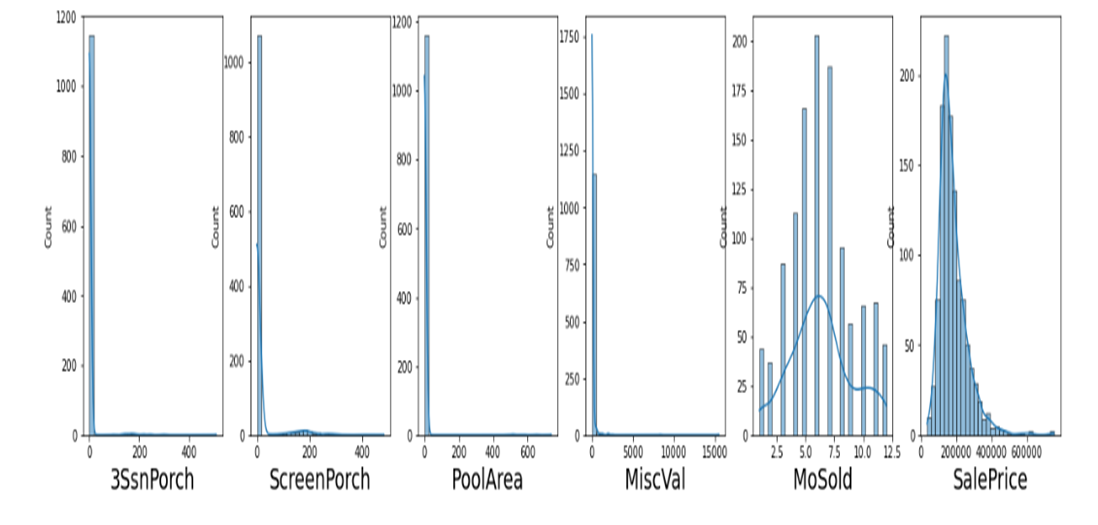 1200
1000
800
600
400
200
0
Count
0 200 400
3SsnPorch
1000
800
600
400
200
0
Count
0 200 400
ScreenPorch
1200
1000
800
600
400
200
0
Count
0 200 400 600
PoolArea
1750
1500
1250
1000
750
500
250
0
Count
0 5000 10000 15000
MiscVal
200
175
150
125
100
75
50
25
0
Count
2.5 5.0 7.5 10.0 12.5
MoSold
200
150
100
50
0
Count
0 200000 400000 600000
SalePrice